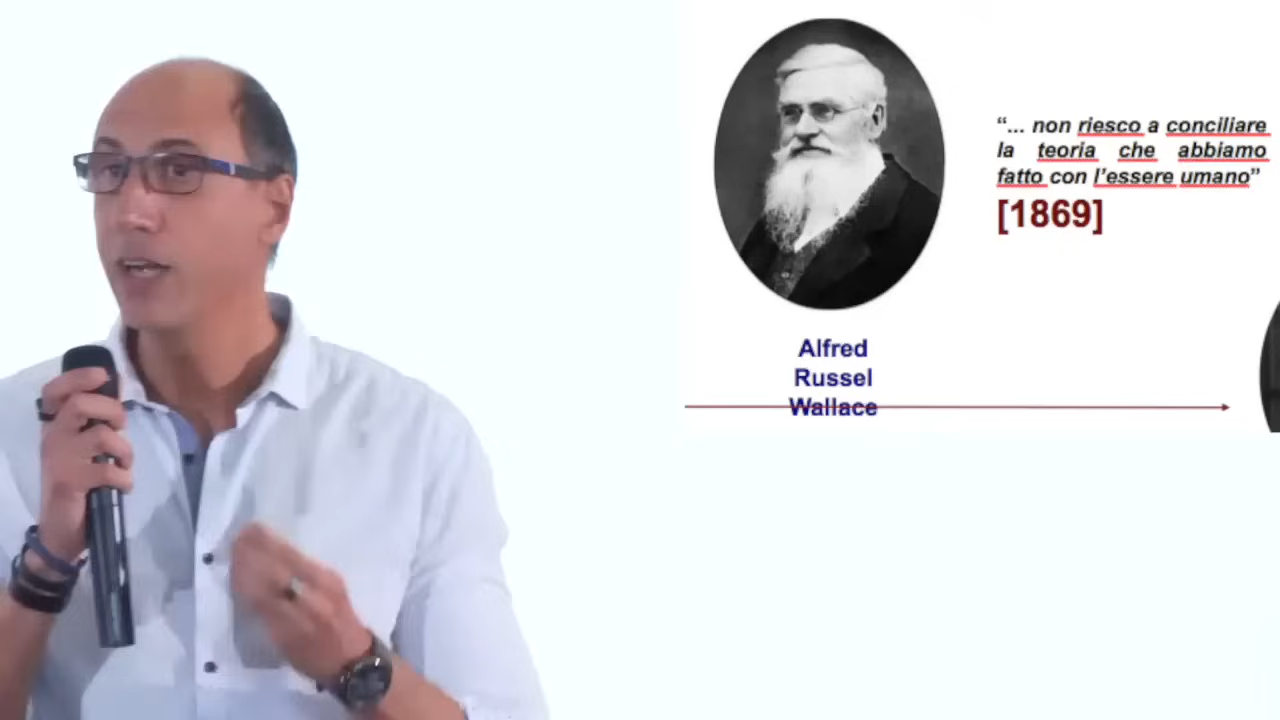 “... non riesco a conciliare
la teoria che abbiamo
fatto con l’essere umano”
[1869]
Alfred
Russel
Wallace